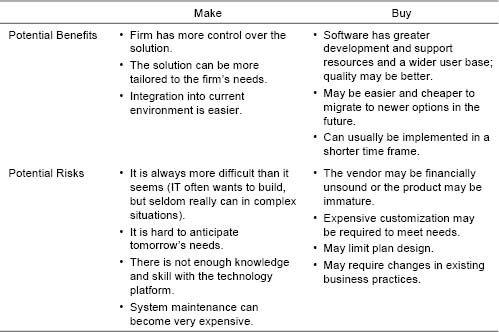 Make Buy
Potential Benefits
• Firm has more control over the
solution.
• The solution can be more
tailored to the firm's needs.
• Integration into current
environment is easier.
• Software has greater
development and support
resources and a wider user base;
quality may be better.
• May be easier and cheaper to
migrate to newer options in the
future.
• Can usually be implemented in a
shorter time frame.
Potential Risks
• It is always more difficult than it
seems (IT often wants to build,
but seldom really can in complex
situations).
• It is hard to anticipate
tomorrow's needs.
• There is not enough knowledge
and skill with the technology
platform.
• System maintenance can
become very expensive.
• The vendor may be financially
unsound or the product may be
immature.
• Expensive customization may
be required to meet needs.
• May limit plan design.
• May require changes in existing
business practices.